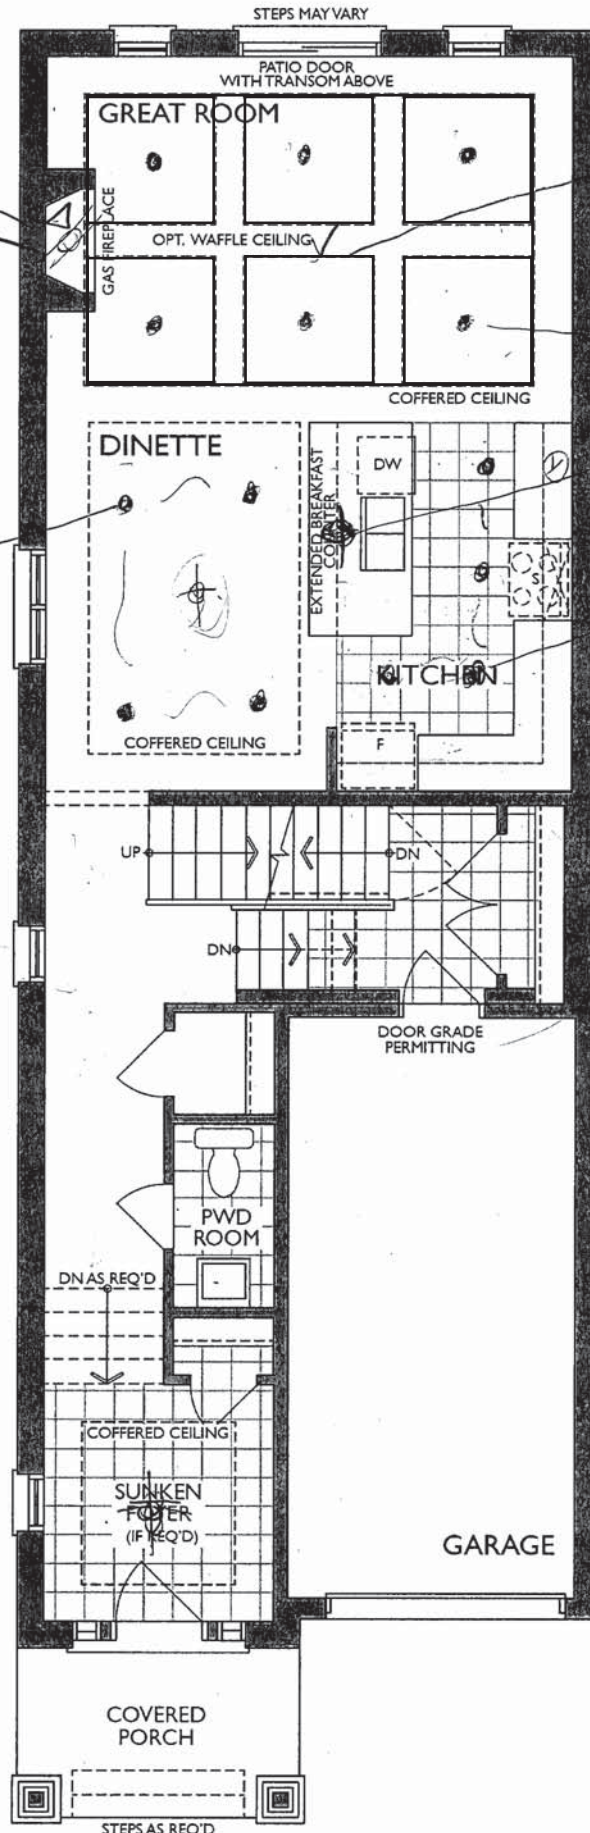 STEPS MAY VARY
PATIO DOOR
WITH TRANSOM ABOVE
GREAT ROOM
GAS FIREPLACE
OPT. WAFFLE CEILING
COFFERED CEILING
DINETTE
DW
EXTENDED BREAKFAST
COUNTER
S
KITCHEN
COFFERED CEILING
F
UP
DN
DN
DOOR GRADE
PERMITTING
PWD
ROOM
DN AS REQ'D
COFFERED CEILING
SUNKEN
FOYER
(IF REQ'D)
GARAGE
COVERED
PORCH
STEPS AS REQ'D